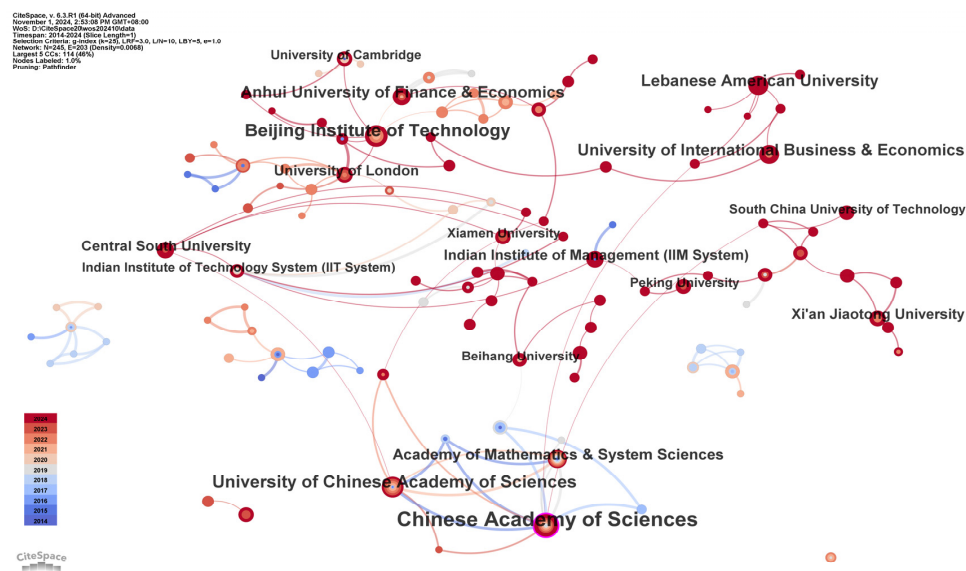 CiteSpace, v. 6.3.R1 (64-bit) Advanced
November 1, 2024, 2:53:08 PM GMT+08:00
WoS: D:\CiteSpace20\wos202410\data
Timespan: 2014-2024 (Slice Length=1)
Selection Criteria: g-index (k=25), LRF=3.0, L/N=10, LBY=5, e=1.0
Network: N=245, E=203 (Density=0.0068)
Largest 5 CCs: 114 (46%)
Nodes Labeled: 1.0%
Pruning: Pathfinder
University of Cambridge
Anhui University of Finance & Economics
Lebanese American University
Beijing Institute of Technology
University of International Business & Economics
University of London
South China University of Technology
Xiamen University
Central South University
Indian Institute of Management (IIM System)
Indian Institute of Technology System (IIT System)
Peking University
Xi'an Jiaotong University
Beihang University
Academy of Mathematics & System Sciences
University of Chinese Academy of Sciences
Chinese Academy of Sciences
2024
2023
2022
2021
2020
2019
2018
2017
2016
2015
2014
CiteSpace